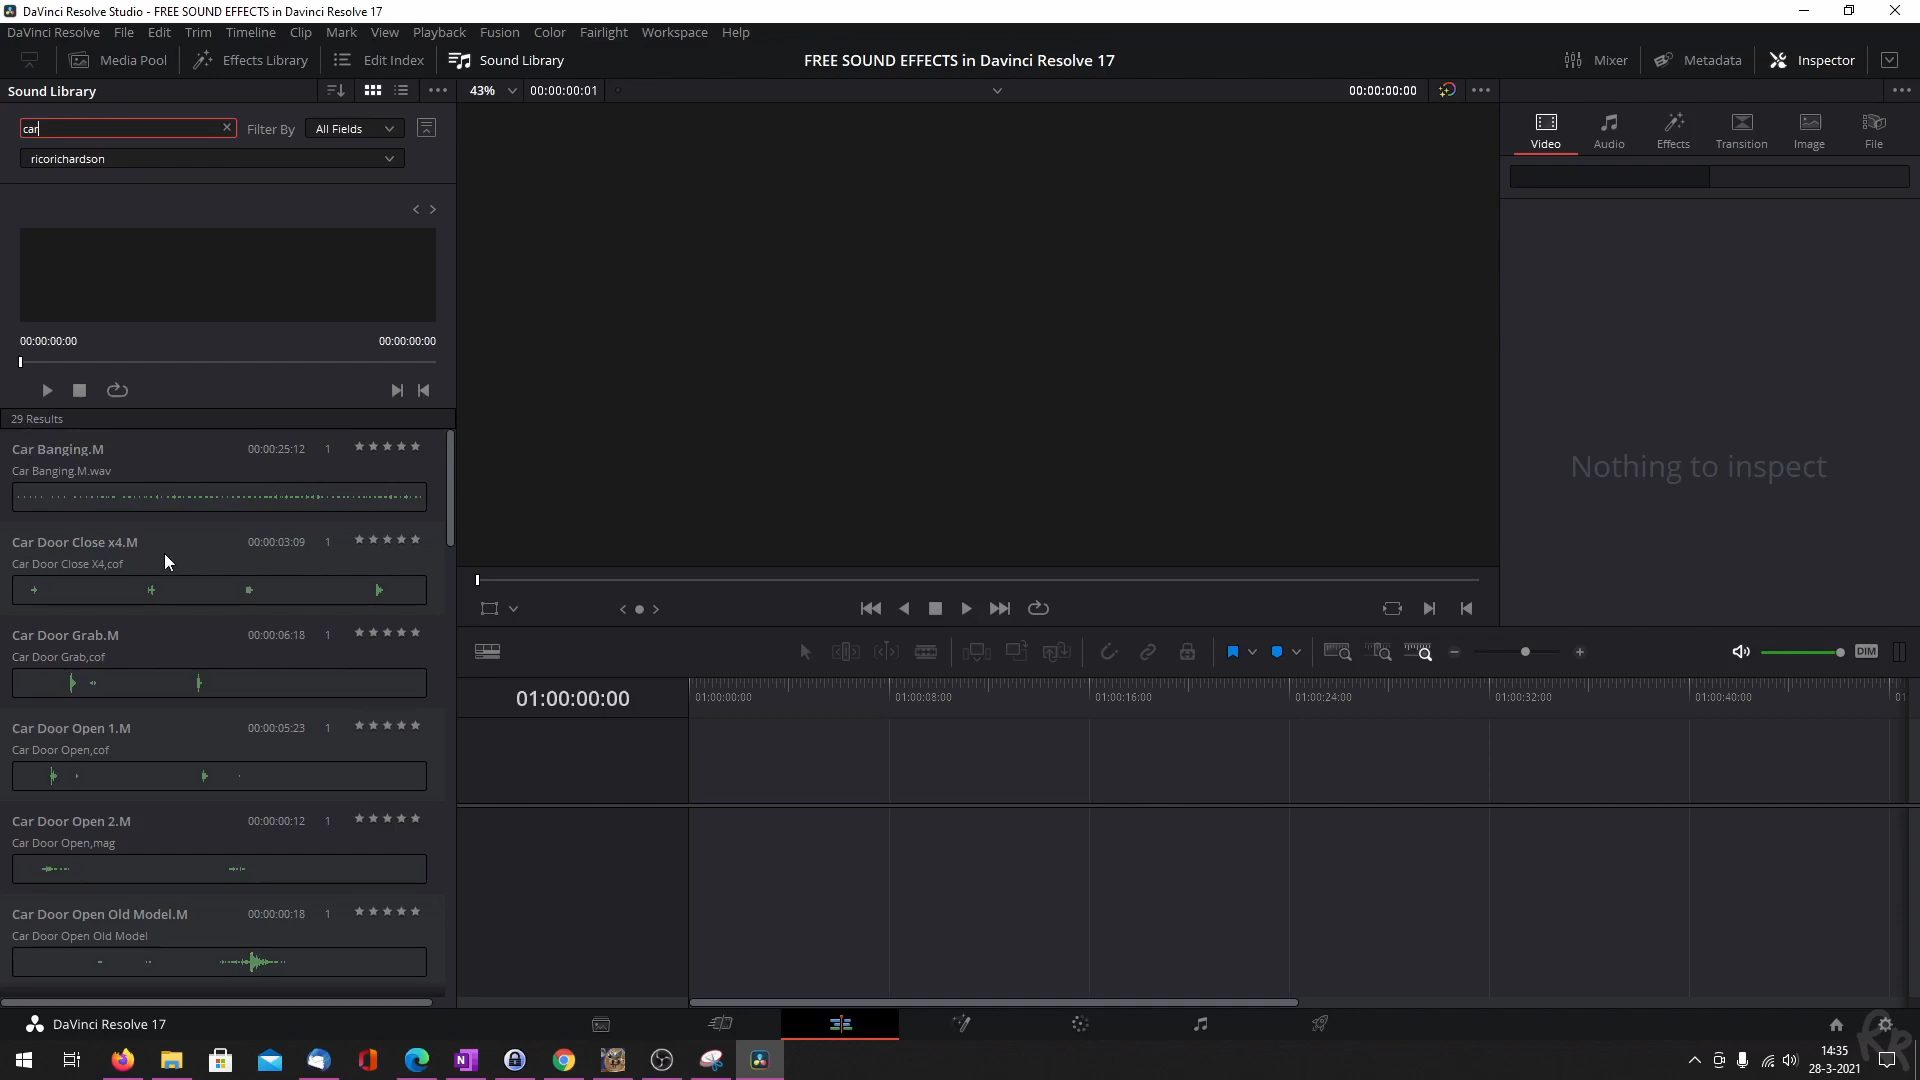 DaVinci Resolve Studio - FREE SOUND EFFECTS in Davinci Resolve 17
DaVinci Resolve File Edit Trim Timeline Clip Mark View Playback Fusion Color Fairlight Workspace Help
Media Pool Effects Library Edit Index Sound Library FREE SOUND EFFECTS in Davinci Resolve 17 Mixer Metadata Inspector
Sound Library 43% 00:00:00:01 00:00:00:00
car Filter By All Fields
ricorichardson
Video Audio Effects Transition Image File
00:00:00:00 00:00:00:00
29 Results
Car Banging.M 00:00:25:12 1
Car Banging.M.wav
Nothing to inspect
Car Door Close x4.M 00:00:03:09 1
Car Door Close X4,cof
Car Door Grab.M 00:00:06:18 1
Car Door Grab,cof
DIM
01:00:00:00 01:00:00:00 01:00:08:00 01:00:16:00 01:00:24:00 01:00:32:00 01:00:40:00 01
Car Door Open 1.M 00:00:05:23 1
Car Door Open,cof
Car Door Open 2.M 00:00:00:12 1
Car Door Open,mag
Car Door Open Old Model.M 00:00:00:18 1
Car Door Open Old Model
DaVinci Resolve 17
RR
14:35
28-3-2021